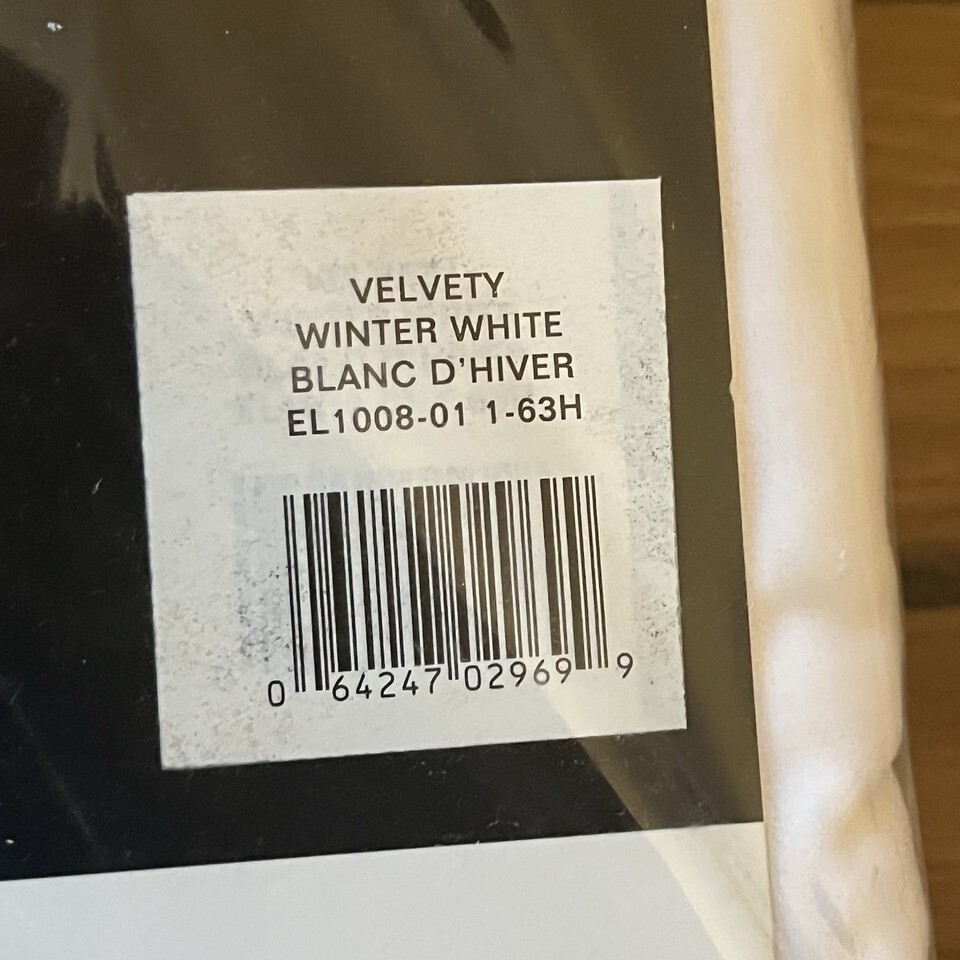 VELVETY
WINTER WHITE
BLANC D'HIVER
EL1008-01 1-63H
0 64247 02969 9